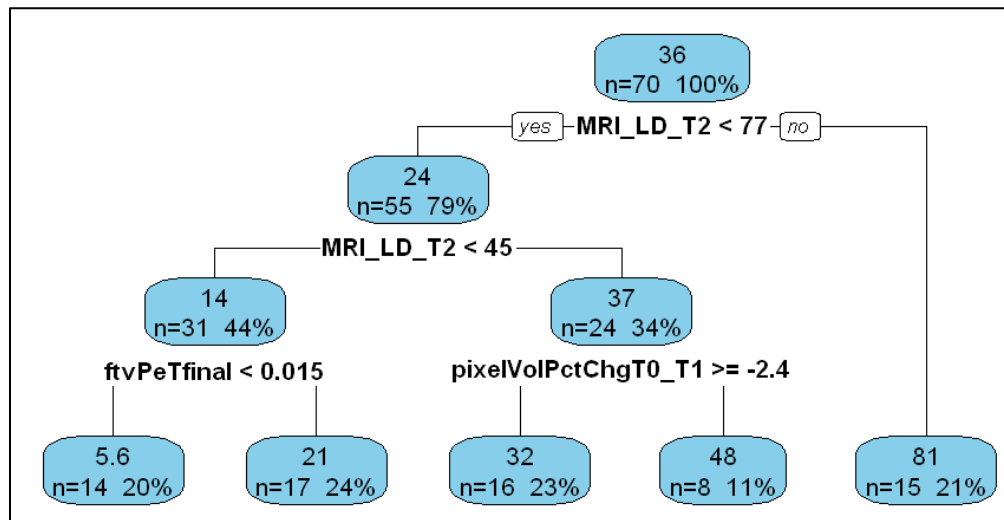 36
n=70 100%
yes MRI_LD_T2 < 77 no
24
n=55 79%
MRI_LD_T2 < 45
14
n=31 44%
37
n=24 34%
ftvPeTfinal < 0.015
pixelVolPctChgT0_T1 >= -2.4
5.6
n=14 20%
21
n=17 24%
32
n=16 23%
48
n=8 11%
81
n=15 21%